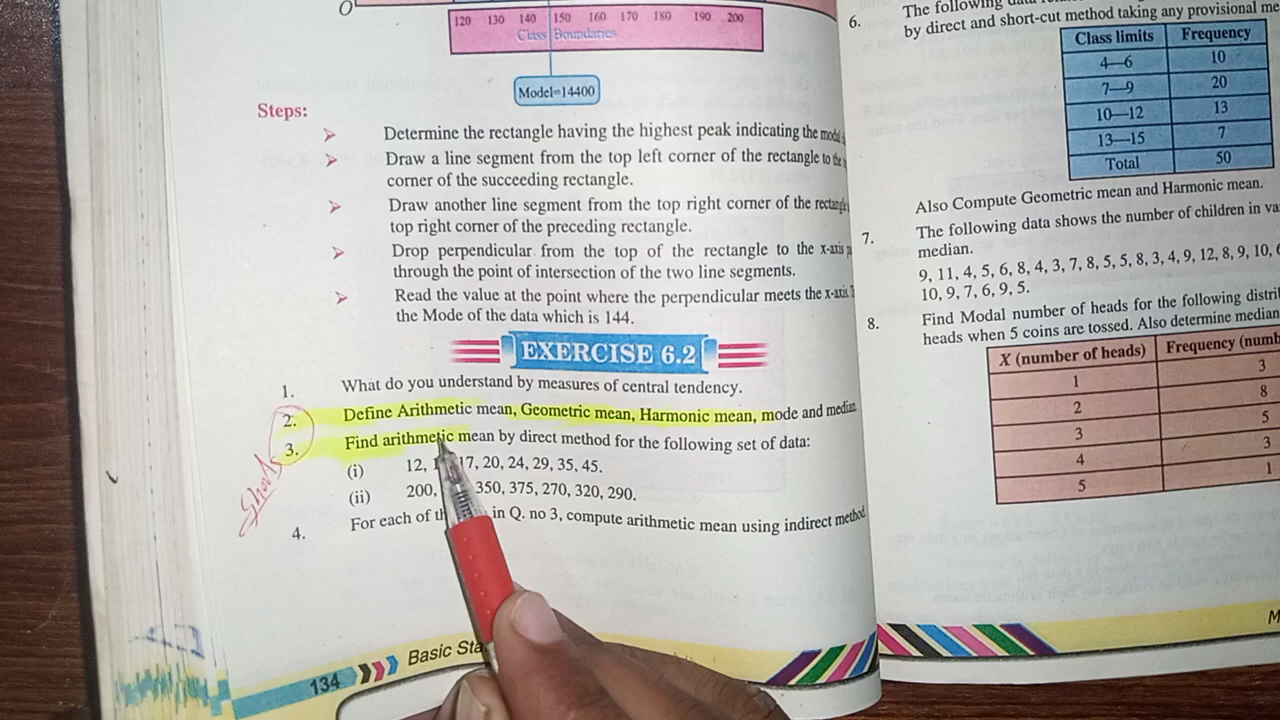 O
120 130 140 150 160 170 180 190 200
Class Boundaries
Model=14400
Steps:
Determine the rectangle having the highest peak indicating the modal
Draw a line segment from the top left corner of the rectangle to the
corner of the succeeding rectangle.
Draw another line segment from the top right corner of the rectangle
top right corner of the preceding rectangle.
Drop perpendicular from the top of the rectangle to the x-axis
through the point of intersection of the two line segments.
Read the value at the point where the perpendicular meets the x-axis.
the Mode of the data which is 144.
EXERCISE 6.2
1. What do you understand by measures of central tendency.
2. Define Arithmetic mean, Geometric mean, Harmonic mean, mode and median
3. Find arithmetic mean by direct method for the following set of data:
(i) 12, 17, 20, 24, 29, 35, 45.
(ii) 200, 350, 375, 270, 320, 290.
4. For each of in Q. no 3, compute arithmetic mean using indirect method
Short
134 Basic Sta
6. The following data
by direct and short-cut method taking any provisional me
Class limits Frequency
4—6 10
7—9 20
10—12 13
13—15 7
Total 50
Also Compute Geometric mean and Harmonic mean.
7. The following data shows the number of children in va
median.
9, 11, 4, 5, 6, 8, 4, 3, 7, 8, 5, 5, 8, 3, 4, 9, 12, 8, 9, 10,
10, 9, 7, 6, 9, 5.
8. Find Modal number of heads for the following distri
heads when 5 coins are tossed. Also determine median
X (number of heads) Frequency (numb
1 3
2 8
3 5
4 3
5 1
M